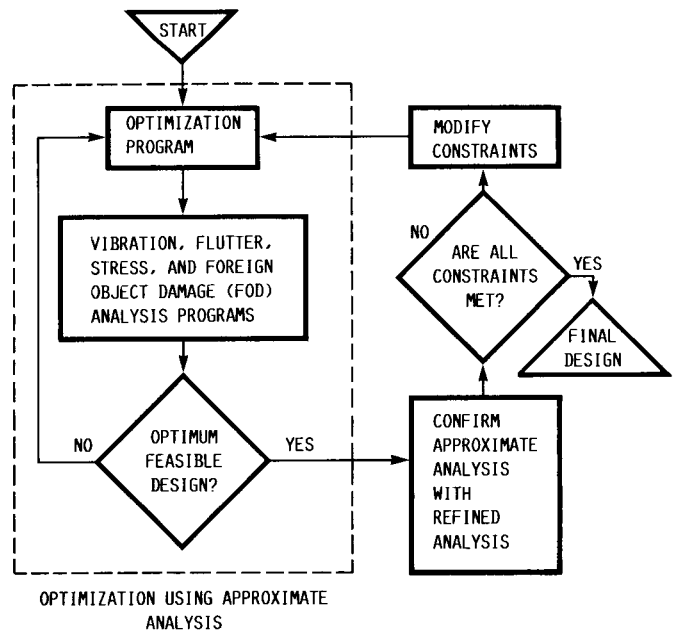 START
OPTIMIZATION
PROGRAM
VIBRATION, FLUTTER,
STRESS, AND FOREIGN
OBJECT DAMAGE (FOD)
ANALYSIS PROGRAMS
NO
OPTIMUM
FEASIBLE
DESIGN?
YES
OPTIMIZATION USING APPROXIMATE
ANALYSIS
CONFIRM
APPROXIMATE
ANALYSIS
WITH
REFINED
ANALYSIS
ARE ALL
CONSTRAINTS
MET?
NO
YES
MODIFY
CONSTRAINTS
FINAL
DESIGN